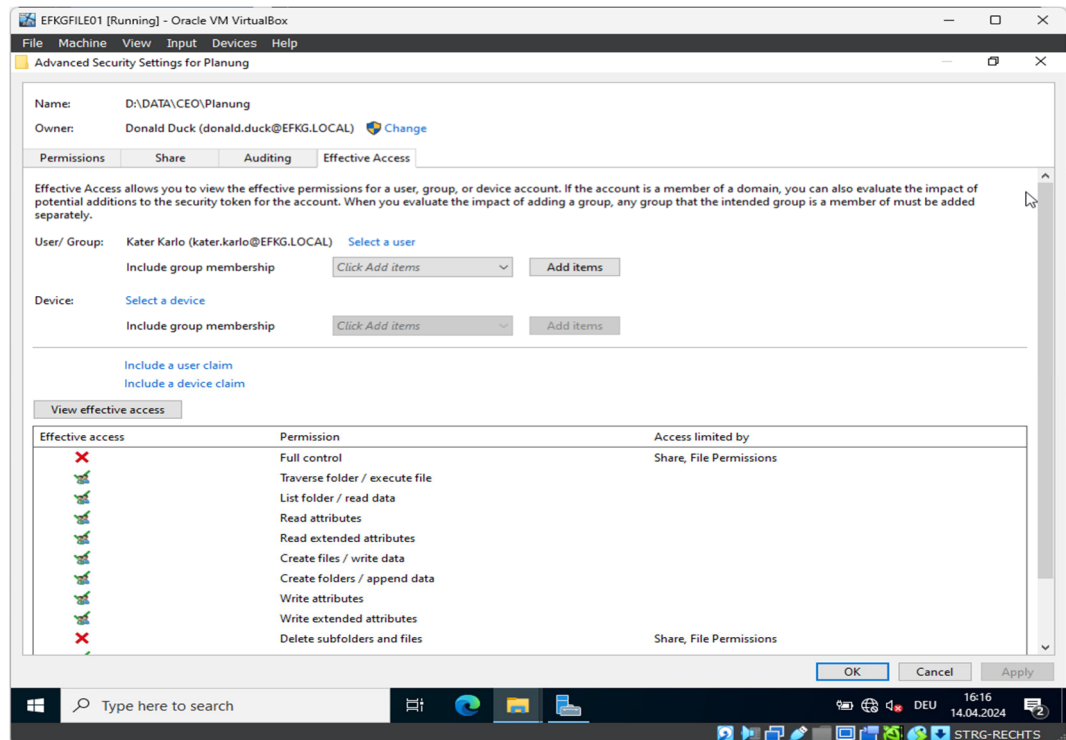 EFKGFILE01 [Running] - Oracle VM VirtualBox
File Machine View Input Devices Help
Advanced Security Settings for Planung
Name: D:\DATA\CEO\Planung
Owner: Donald Duck (donald.duck@EFKG.LOCAL) Change
Permissions Share Auditing Effective Access
Effective Access allows you to view the effective permissions for a user, group, or device account. If the account is a member of a domain, you can also evaluate the impact of
potential additions to the security token for the account. When you evaluate the impact of adding a group, any group that the intended group is a member of must be added
separately.
User/ Group: Kater Karlo (kater.karlo@EFKG.LOCAL) Select a user
Include group membership Click Add items Add items
Device: Select a device
Include group membership Click Add items Add items
Include a user claim
Include a device claim
View effective access
Effective access Permission Access limited by
Full control Share, File Permissions
Traverse folder / execute file
List folder / read data
Read attributes
Read extended attributes
Create files / write data
Create folders / append data
Write attributes
Write extended attributes
Delete subfolders and files Share, File Permissions
OK Cancel Apply
Type here to search DEU 16:16
14.04.2024 2
STRG-RECHTS